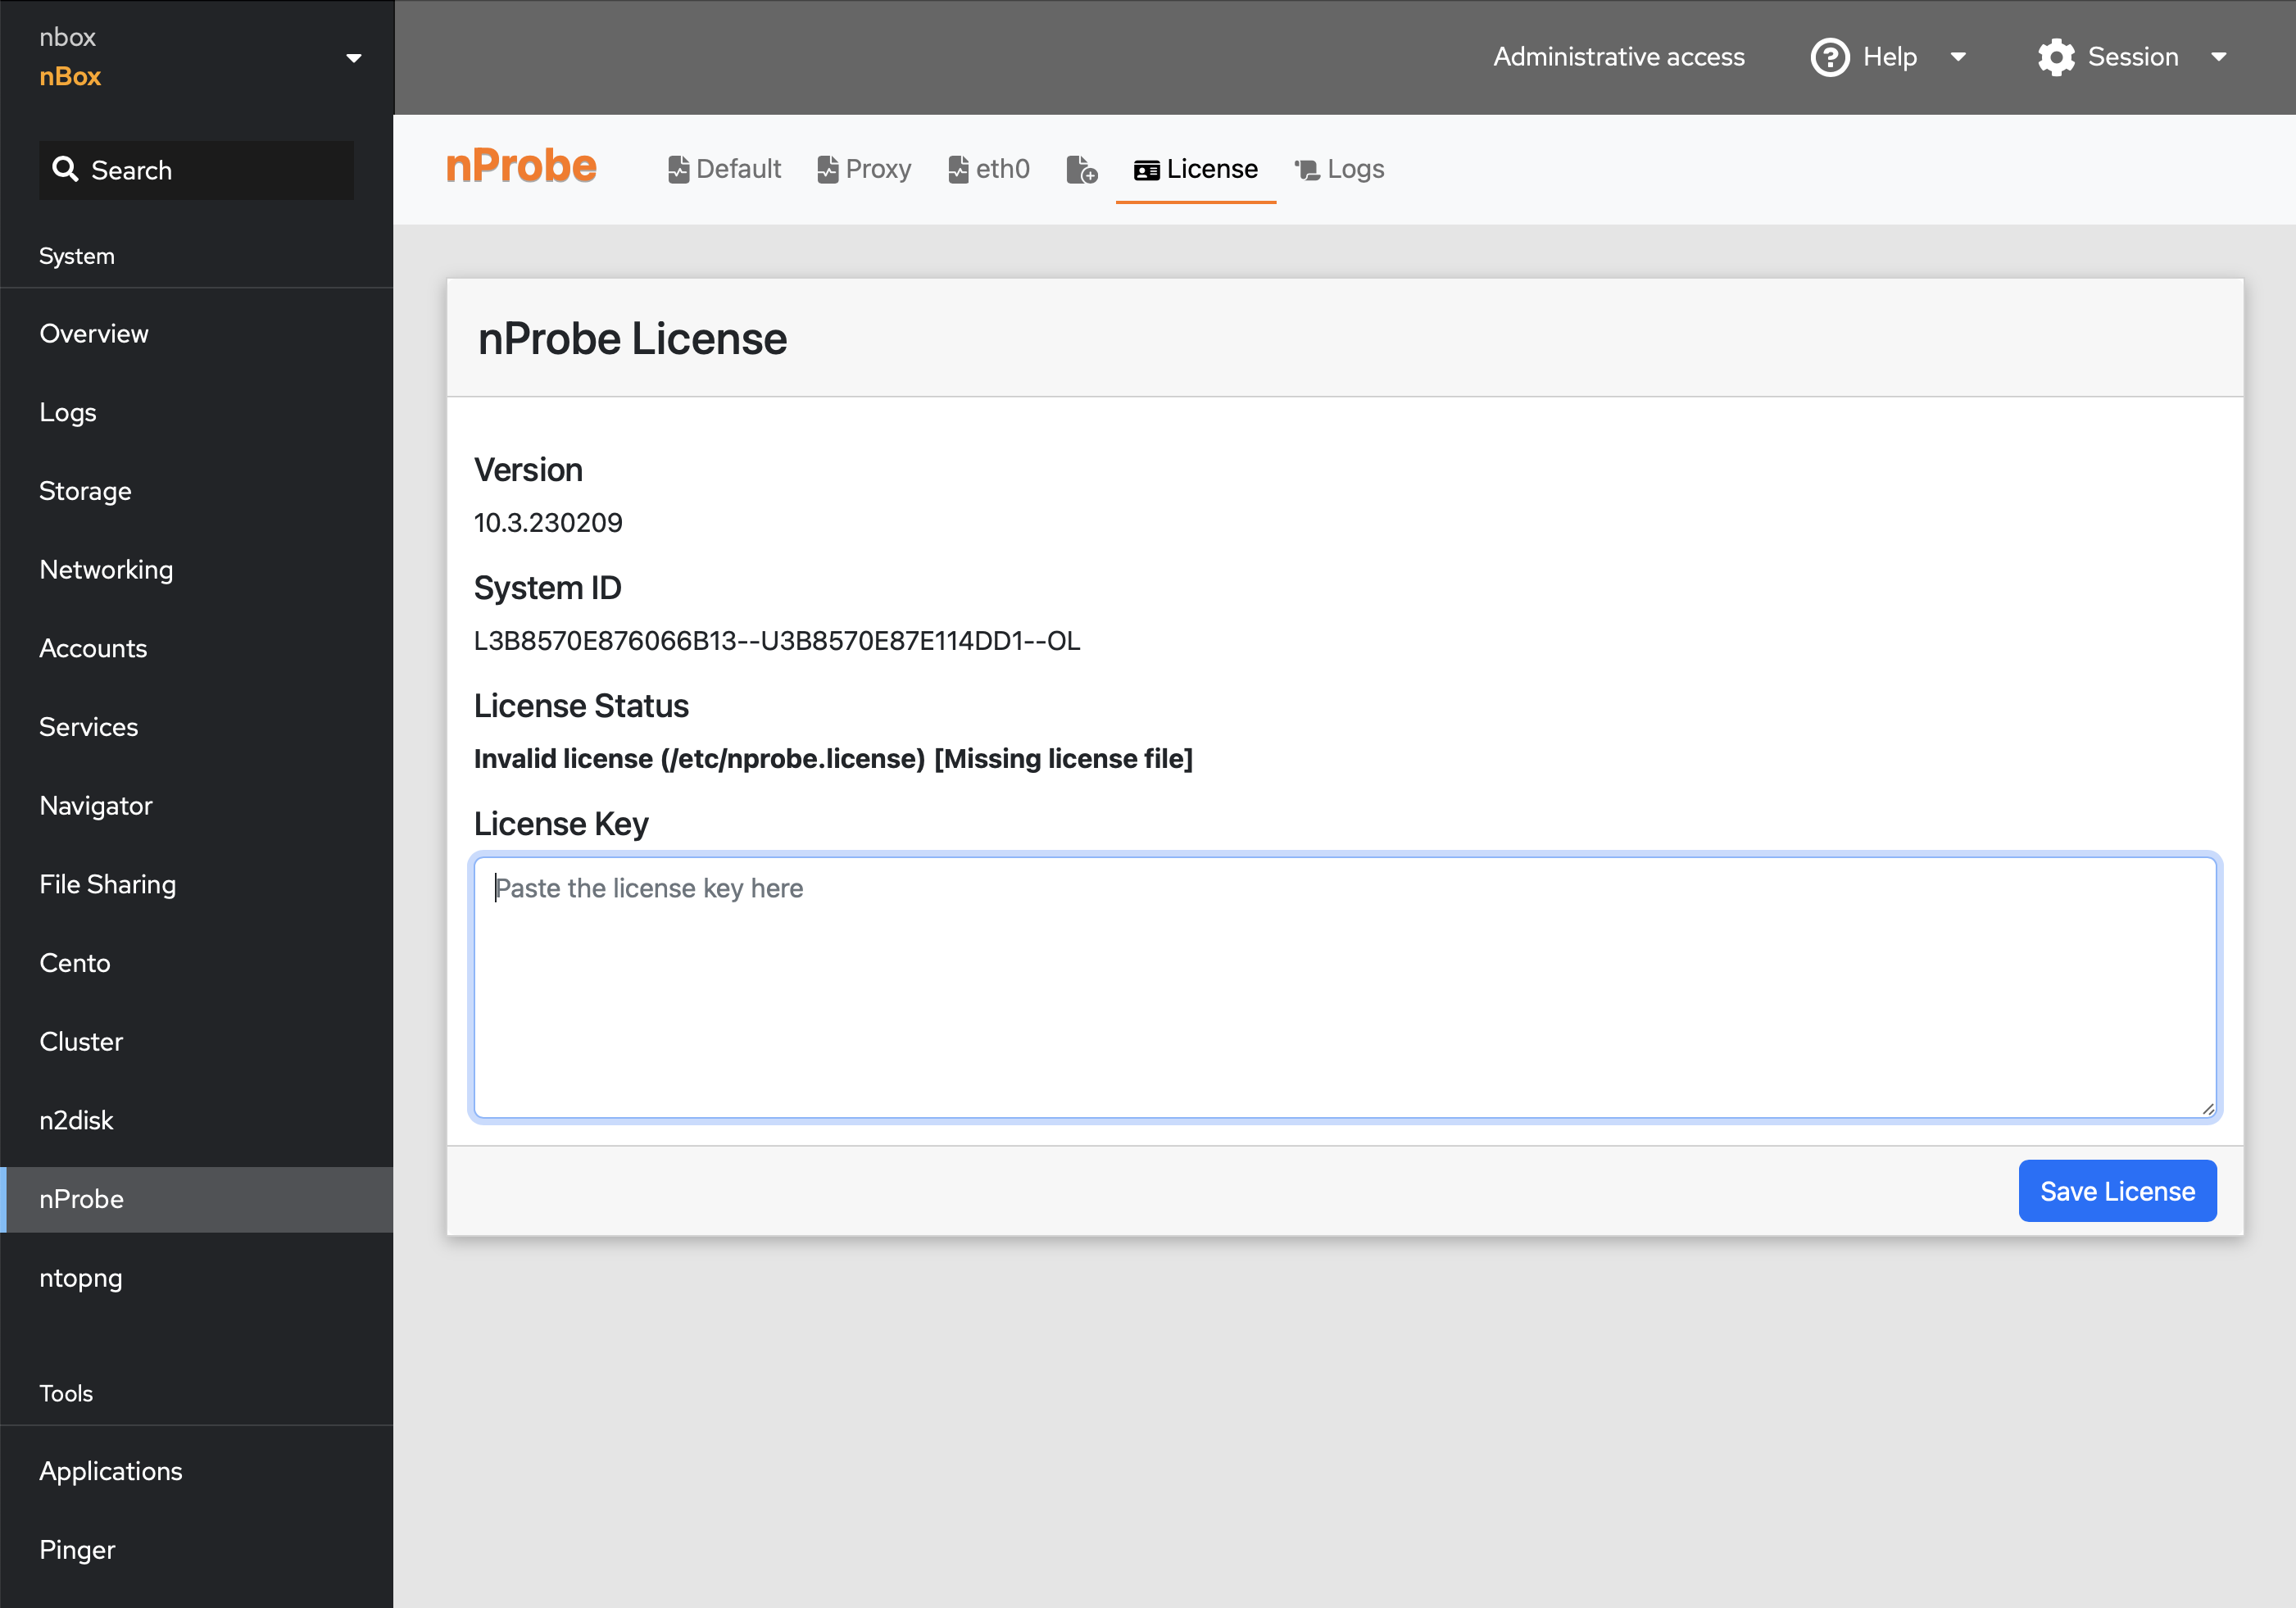 nbox
nBox
Administrative access
Help
Session
Search
System
Overview
Logs
Storage
Networking
Accounts
Services
Navigator
File Sharing
Cento
Cluster
n2disk
nProbe
ntopng
Tools
Applications
Pinger
nProbe
Default
Proxy
eth0
License
Logs
nProbe License
Version
10.3.230209
System ID
L3B8570E876066B13--U3B8570E87E114DD1--OL
License Status
Invalid license (/etc/nprobe.license) [Missing license file]
License Key
Paste the license key here
Save License